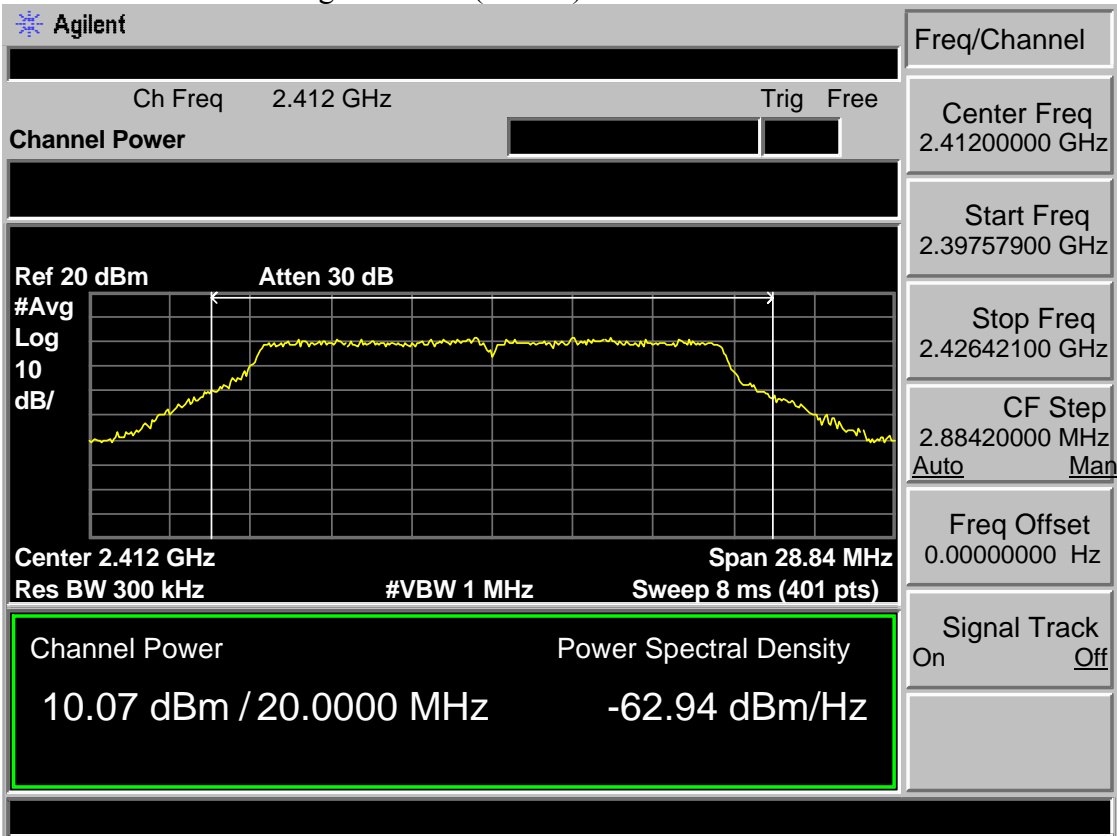 Agilent
Freq/Channel
Ch Freq 2.412 GHz Trig Free
Channel Power
Center Freq
2.41200000 GHz
Start Freq
2.39757900 GHz
Ref 20 dBm Atten 30 dB
#Avg
Log
10
dB/
Stop Freq
2.42642100 GHz
CF Step
2.88420000 MHz
Auto Man
Freq Offset
0.00000000 Hz
Center 2.412 GHz Span 28.84 MHz
Res BW 300 kHz #VBW 1 MHz Sweep 8 ms (401 pts)
Signal Track
On Off
Channel Power Power Spectral Density
10.07 dBm / 20.0000 MHz -62.94 dBm/Hz